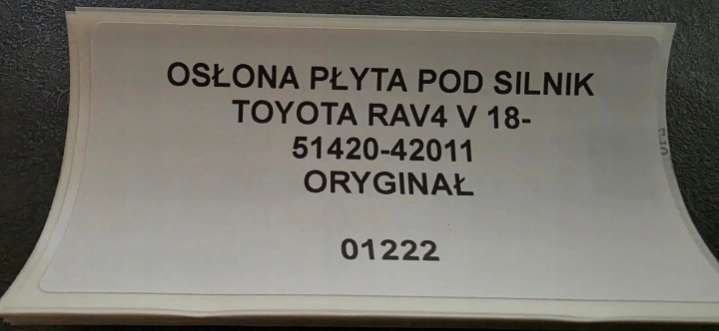 OSŁONA PŁYTA POD SILNIK
TOYOTA RAV4 V 18-
51420-42011
ORYGINAŁ
01222